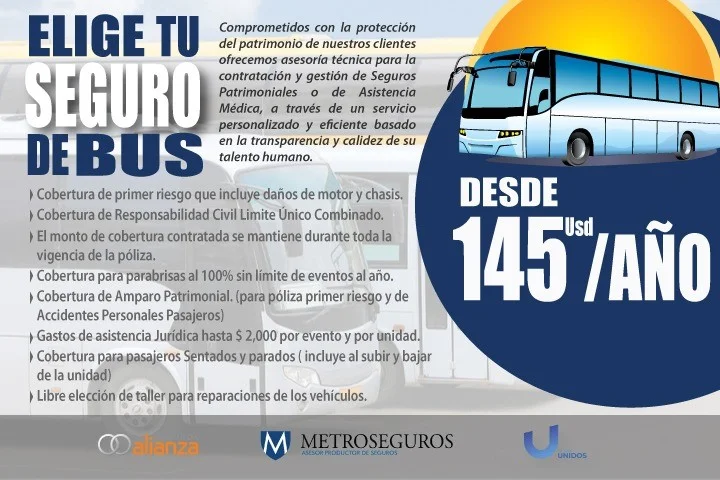 ELIGE TU
SEGURO
DE BUS
Comprometidos con la protección
del patrimonio de nuestros clientes
ofrecemos asesoría técnica para la
contratación y gestión de Seguros
Patrimoniales o de Asistencia
Médica, a través de un servicio
personalizado y eficiente basado
en la transparencia y calidez de su
talento humano.
Cobertura de primer riesgo que incluye daños de motor y chasis.
Cobertura de Responsabilidad Civil Limite Único Combinado.
El monto de cobertura contratada se mantiene durante toda la
vigencia de la póliza.
Cobertura para parabrisas al 100% sin límite de eventos al año.
Cobertura de Amparo Patrimonial. (para póliza primer riesgo y de
Accidentes Personales Pasajeros)
Gastos de asistencia Jurídica hasta $ 2,000 por evento y por unidad.
Cobertura para pasajeros Sentados y parados ( incluye al subir y bajar
de la unidad)
Libre elección de taller para reparaciones de los vehículos.
DESDE
145 Usd /AÑO
alianza
METROSEGUROS
ASESOR PRODUCTOR DE SEGUROS
UNIDOS